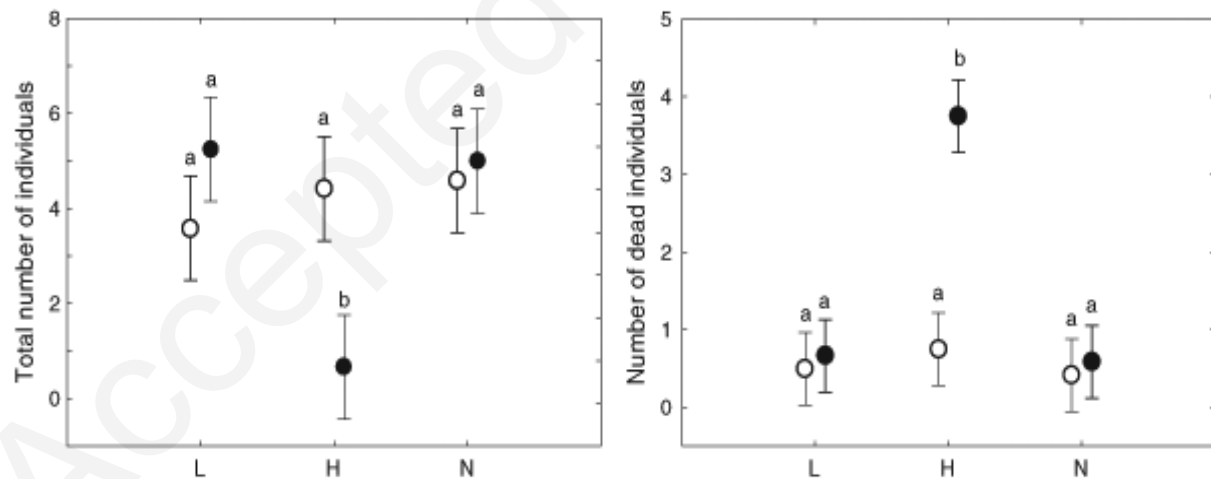 Accepted
Total number of individuals
8
6
4
2
0
a
a
a
b
a
a
L
H
N
Number of dead individuals
5
4
3
2
1
0
a
a
a
b
a
a
L
H
N